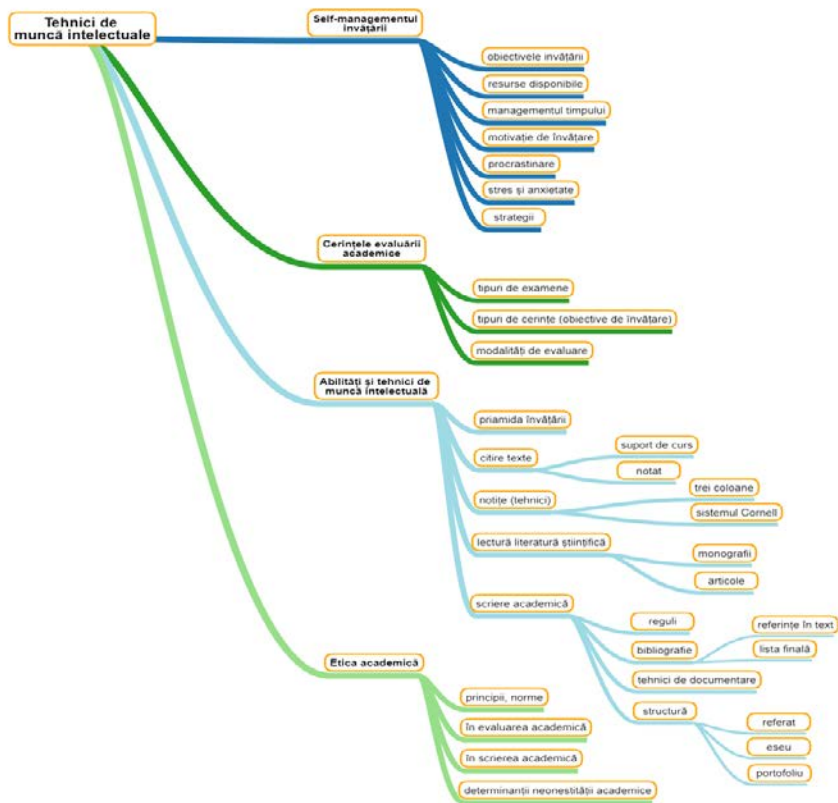 Tehnici de
muncă intelectuale
Self-managementul
învățării
obiectivele invățării
resurse disponibile
managementul timpului
motivație de învățare
procrastinare
stres și anxietate
strategii
Cerințele evaluării
academice
tipuri de examene
tipuri de cerințe (obiective de învățare)
modalități de evaluare
Abilități și tehnici de
muncă intelectuală
priamida învățării
citire texte
suport de curs
notat
notițe (tehnici)
trei coloane
sistemul Cornell
lectură literatură științifică
monografii
articole
scriere academică
reguli
bibliografie
referințe în text
lista finală
tehnici de documentare
structură
referat
eseu
portofoliu
Etica academică
principii, norme
în evaluarea academică
în scrierea academică
determinanții neonestității academice